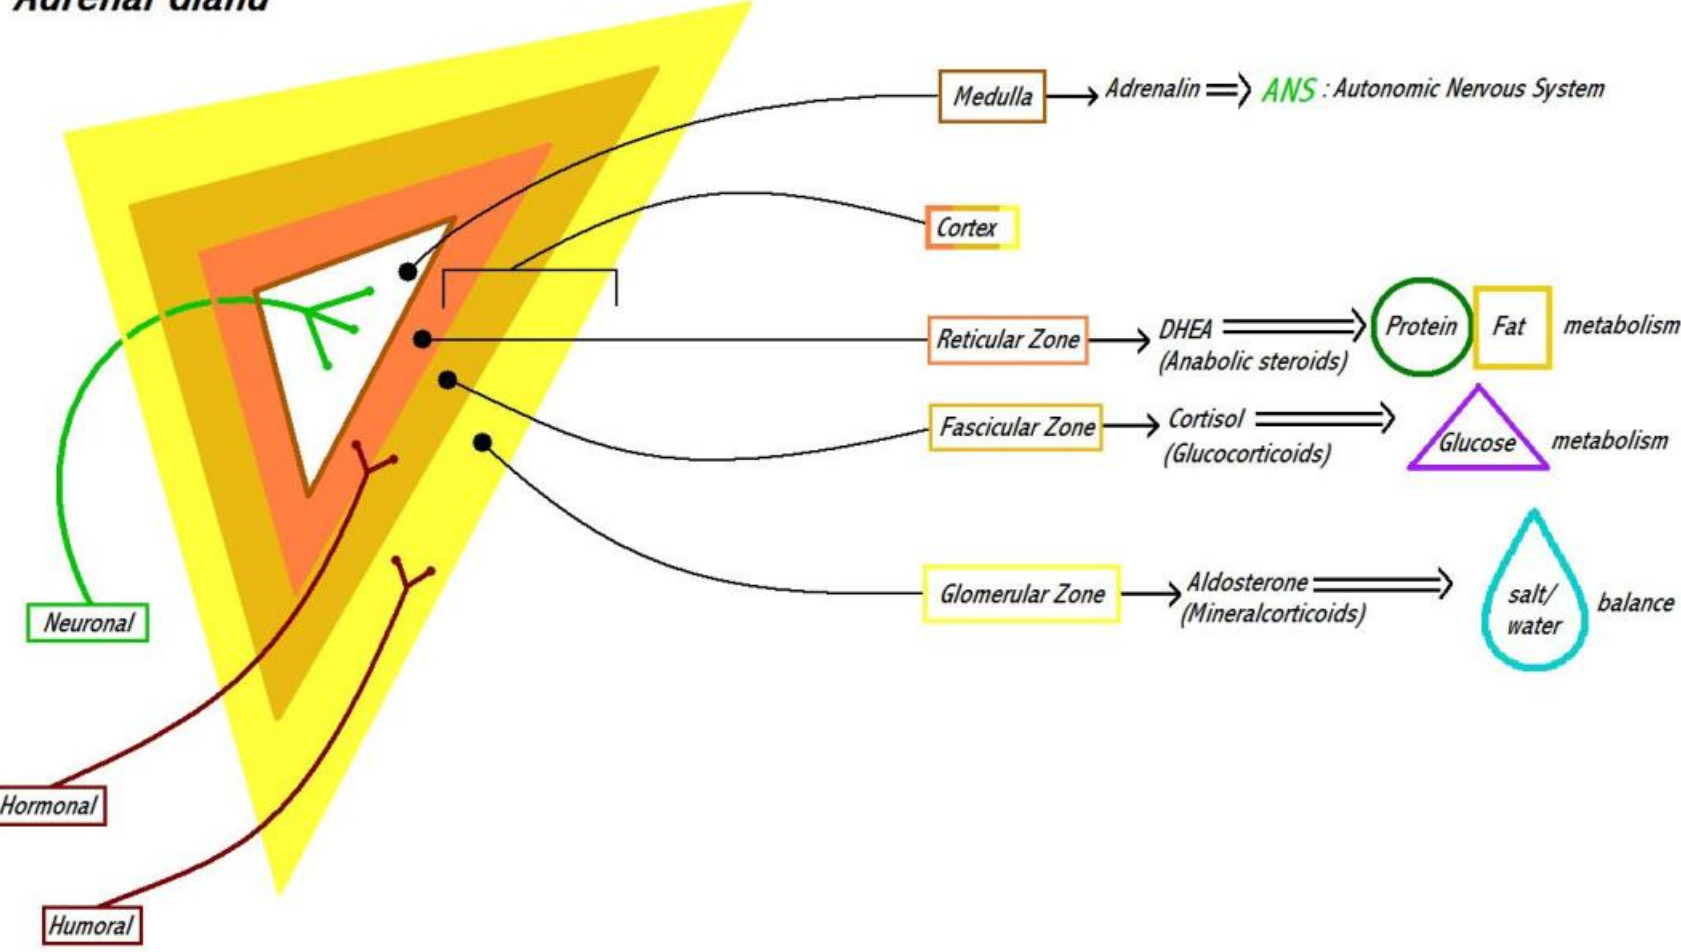 Adrenal Gland
Medulla
Adrenalin
ANS : Autonomic Nervous System
Cortex
Reticular Zone
DHEA
(Anabolic steroids)
Protein
Fat
metabolism
Fascicular Zone
Cortisol
(Glucocorticoids)
Glucose
metabolism
Glomerular Zone
Aldosterone
(Mineralcorticoids)
salt/
water
balance
Neuronal
Hormonal
Humoral